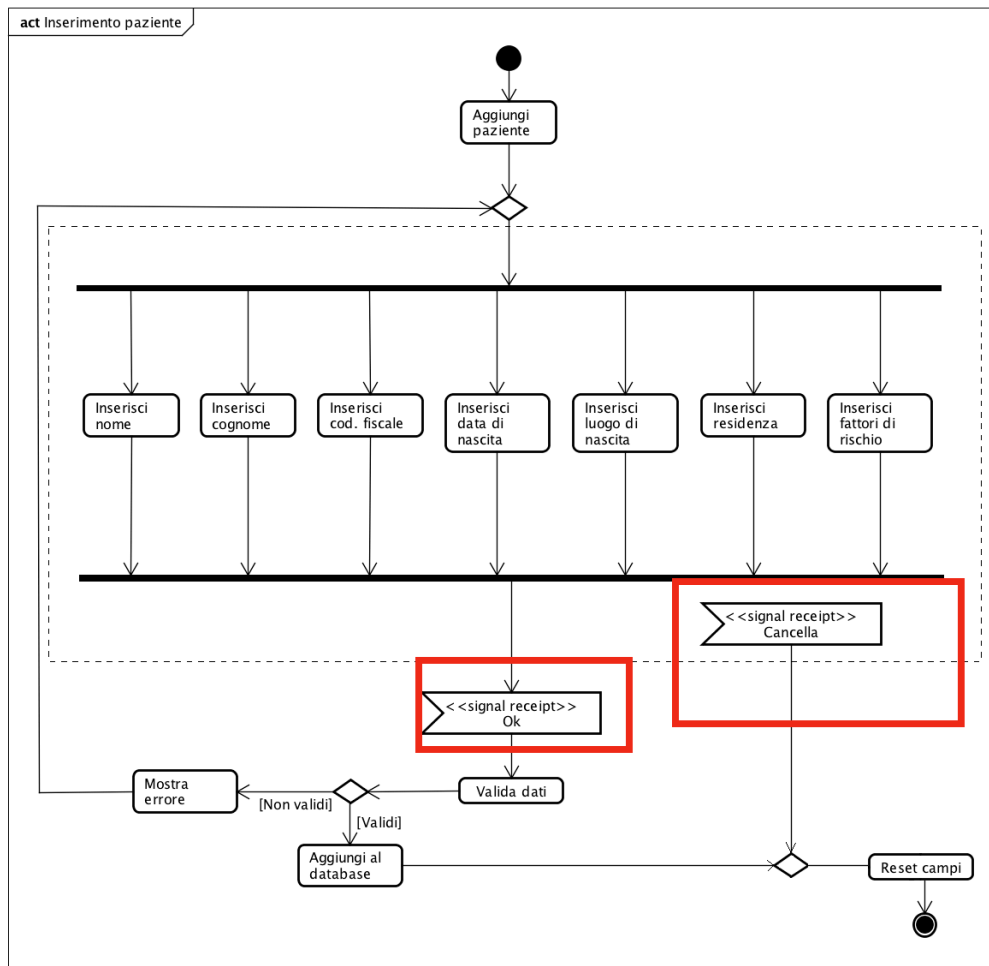 act Inserimento paziente
Aggiungi
paziente
Inserisci
nome
Inserisci
cognome
Inserisci
cod. fiscale
Inserisci
data di
nascita
Inserisci
luogo di
nascita
Inserisci
residenza
Inserisci
fattori di
rischio
<<signal receipt>>
Cancella
<<signal receipt>>
Ok
Valida dati
[Non validi]
Mostra
errore
[Validi]
Aggiungi al
database
Reset campi